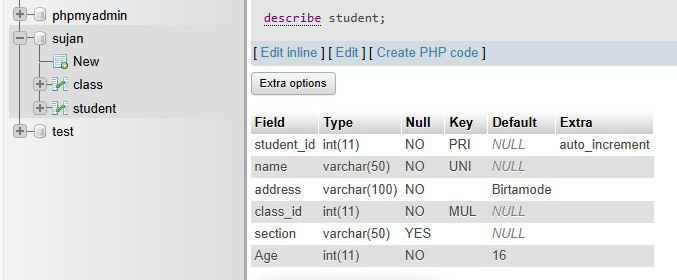 phpmyadmin
sujan
New
class
student
test
describe student;
[ Edit inline ] [ Edit ] [ Create PHP code ]
Extra options
Field Type Null Key Default Extra
student_id int(11) NO PRI NULL auto_increment
name varchar(50) NO UNI NULL
address varchar(100) NO Birtamode
class_id int(11) NO MUL NULL
section varchar(50) YES NULL
Age int(11) NO 16